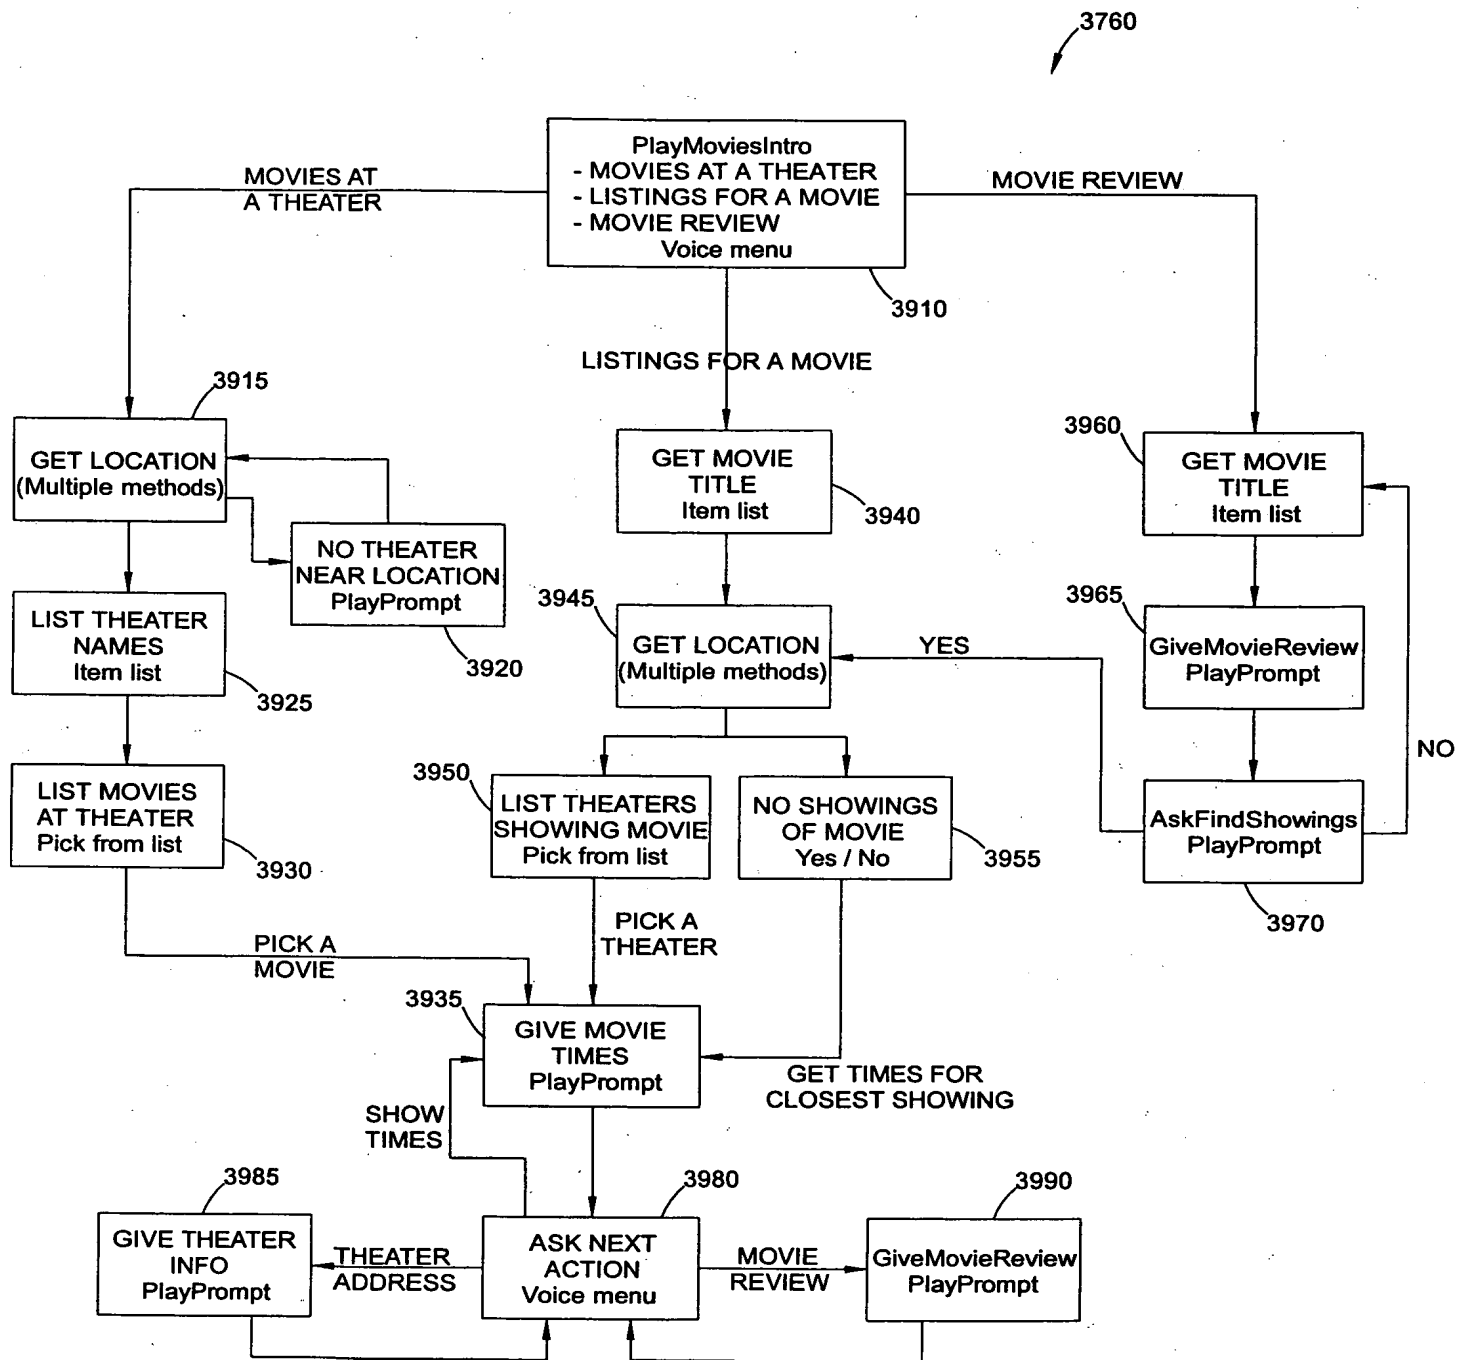 3760
PlayMoviesIntro
- MOVIES AT A THEATER
- LISTINGS FOR A MOVIE
- MOVIE REVIEW
Voice menu
3910
MOVIES AT
A THEATER
MOVIE REVIEW
LISTINGS FOR A MOVIE
3915
GET LOCATION
(Multiple methods)
NO THEATER
NEAR LOCATION
PlayPrompt
3920
LIST THEATER
NAMES
Item list
3925
LIST MOVIES
AT THEATER
Pick from list
3930
PICK A
MOVIE
GET MOVIE
TITLE
Item list
3940
3945
GET LOCATION
(Multiple methods)
YES
3950
LIST THEATERS
SHOWING MOVIE
Pick from list
NO SHOWINGS
OF MOVIE
Yes / No
3955
PICK A
THEATER
3960
GET MOVIE
TITLE
Item list
3965
GiveMovieReview
PlayPrompt
NO
AskFindShowings
PlayPrompt
3970
3935
GIVE MOVIE
TIMES
PlayPrompt
GET TIMES FOR
CLOSEST SHOWING
SHOW
TIMES
3985
GIVE THEATER
INFO
PlayPrompt
THEATER
ADDRESS
3980
ASK NEXT
ACTION
Voice menu
MOVIE
REVIEW
3990
GiveMovieReview
PlayPrompt